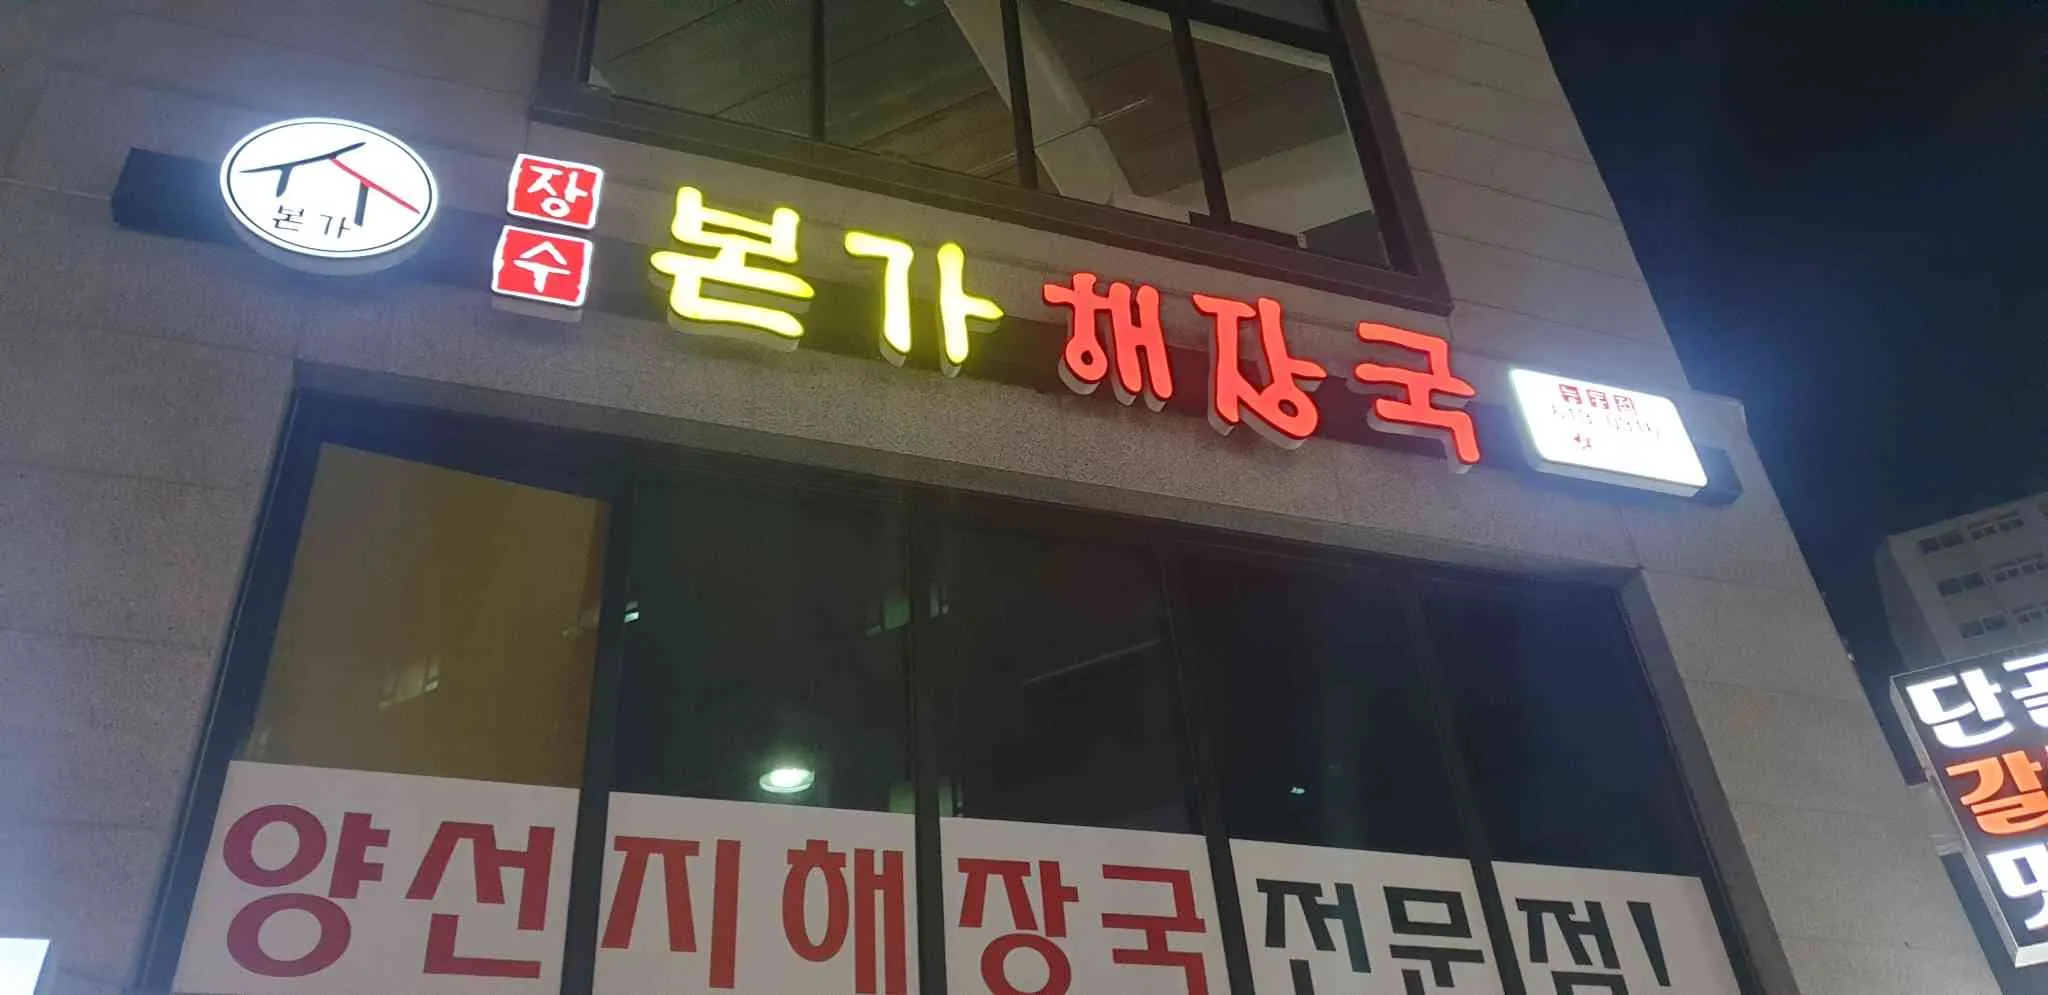 본가
장수
본가 해장국
양선지해장국 전문점!
단골
갈
맛